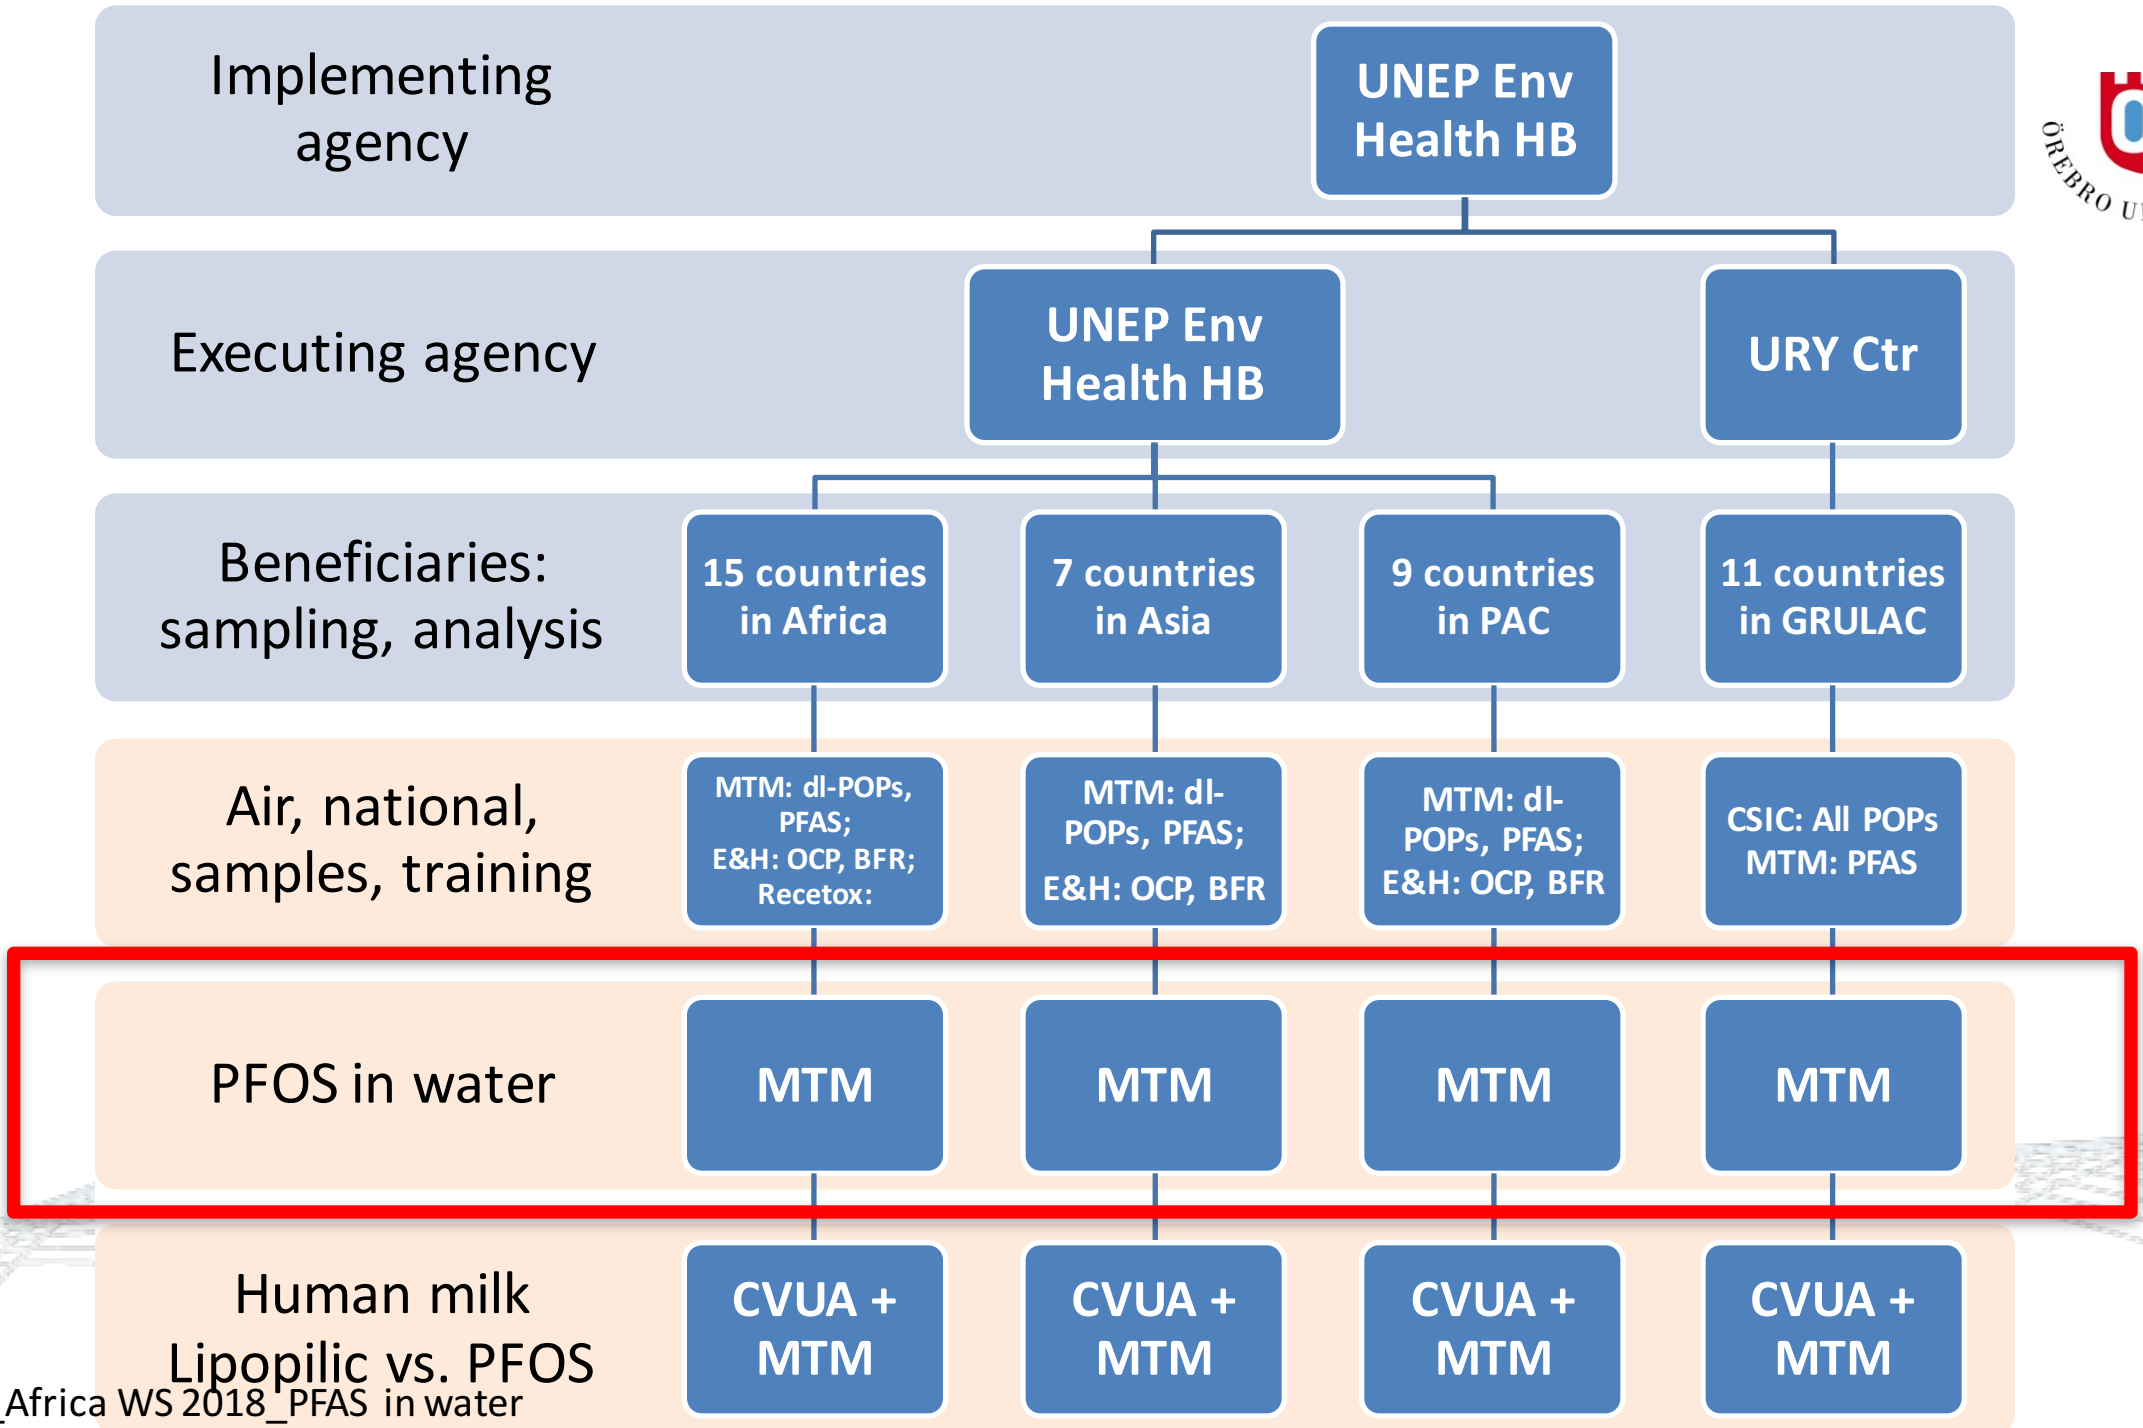 Implementing
agency
UNEP Env
Health HB
ÖREBRO
Executing agency
UNEP Env
Health HB
URY Ctr
Beneficiaries:
sampling, analysis
15 countries
in Africa
7 countries
in Asia
9 countries
in PAC
11 countries
in GRULAC
Air, national,
samples, training
MTM: dl-POPs,
PFAS;
E&H: OCP, BFR;
Recetox:
MTM: dl-
POPs, PFAS;
E&H: OCP, BFR
MTM: dl-
POPs, PFAS;
E&H: OCP, BFR
CSIC: All POPs
MTM: PFAS
PFOS in water
MTM
MTM
MTM
MTM
Human milk
Lipopilic vs. PFOS
CVUA +
MTM
CVUA +
MTM
CVUA +
MTM
CVUA +
MTM
_Africa WS 2018_PFAS in water